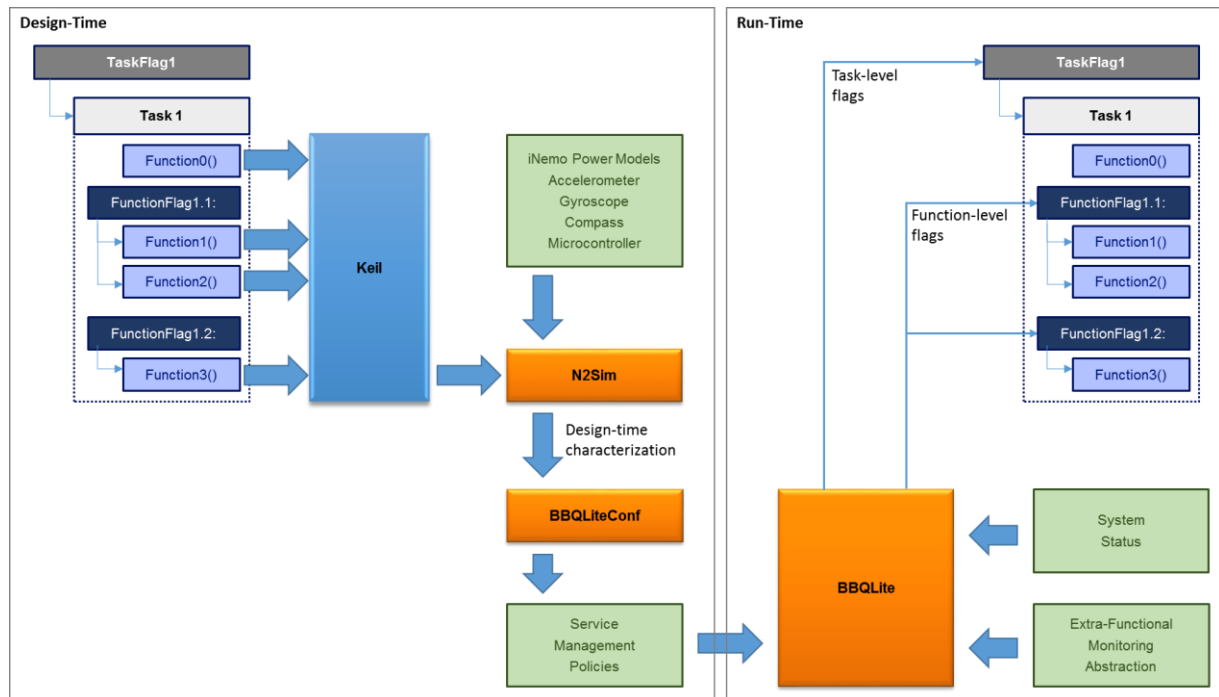 Design-Time
TaskFlag1
Task 1
Function0()
FunctionFlag1.1:
Function1()
Function2()
FunctionFlag1.2:
Function3()
Keil
iNemo Power Models
Accelerometer
Gyroscope
Compass
Microcontroller
N2Sim
Design-time
characterization
BBQLiteConf
Service
Management
Policies
Run-Time
Task-level
flags
TaskFlag1
Task 1
Function0()
Function-level
flags
FunctionFlag1.1:
Function1()
Function2()
FunctionFlag1.2:
Function3()
BBQLite
System
Status
Extra-Functional
Monitoring
Abstraction